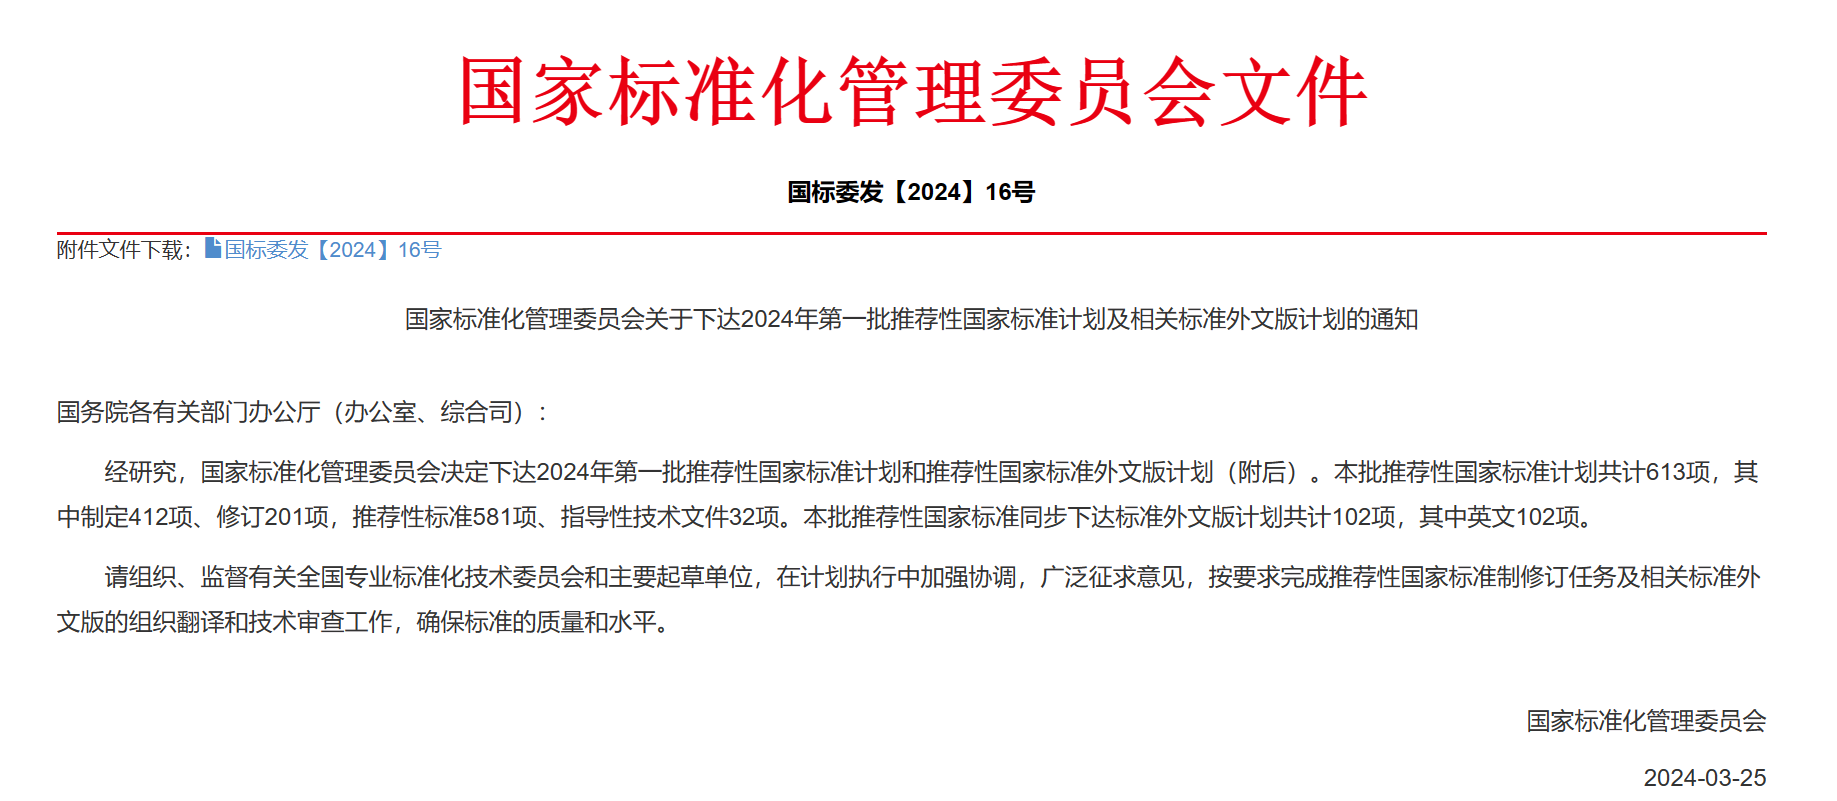 国家标准化管理委员会文件
国标委发【2024】16号
附件文件下载：国标委发【2024】16号
国家标准化管理委员会关于下达2024年第一批推荐性国家标准计划及相关标准外文版计划的通知
国务院各有关部门办公厅（办公室、综合司）：
经研究，国家标准化管理委员会决定下达2024年第一批推荐性国家标准计划和推荐性国家标准外文版计划（附后）。本批推荐性国家标准计划共计613项，其
中制定412项、修订201项，推荐性标准581项、指导性技术文件32项。本批推荐性国家标准同步下达标准外文版计划共计102项，其中英文102项。
请组织、监督有关全国专业标准化技术委员会和主要起草单位，在计划执行中加强协调，广泛征求意见，按要求完成推荐性国家标准制修订任务及相关标准外
文版的组织翻译和技术审查工作，确保标准的质量和水平。
国家标准化管理委员会
2024-03-25